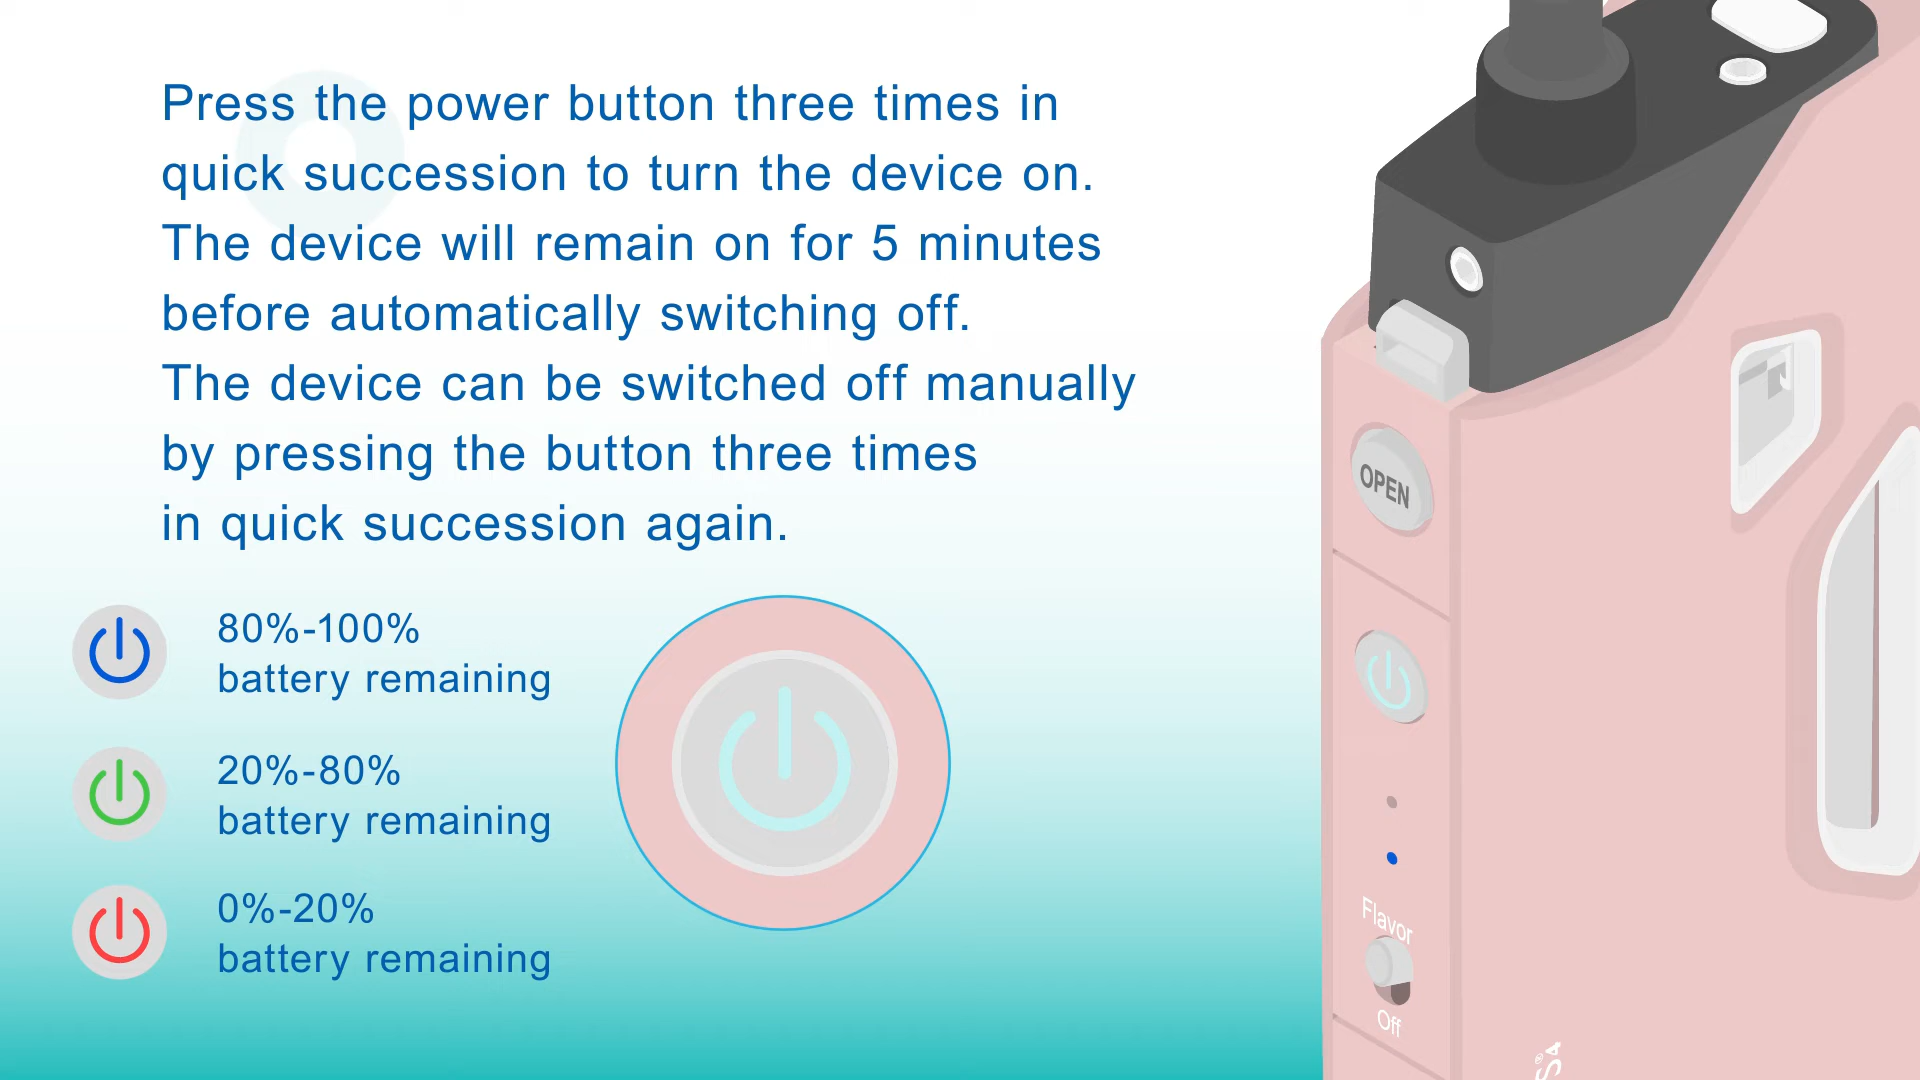 Press the power button three times in
quick succession to turn the device on.
The device will remain on for 5 minutes
before automatically switching off.
The device can be switched off manually
by pressing the button three times
in quick succession again.
80%-100%
battery remaining
20%-80%
battery remaining
0%-20%
battery remaining
OPEN
Flavor
Off